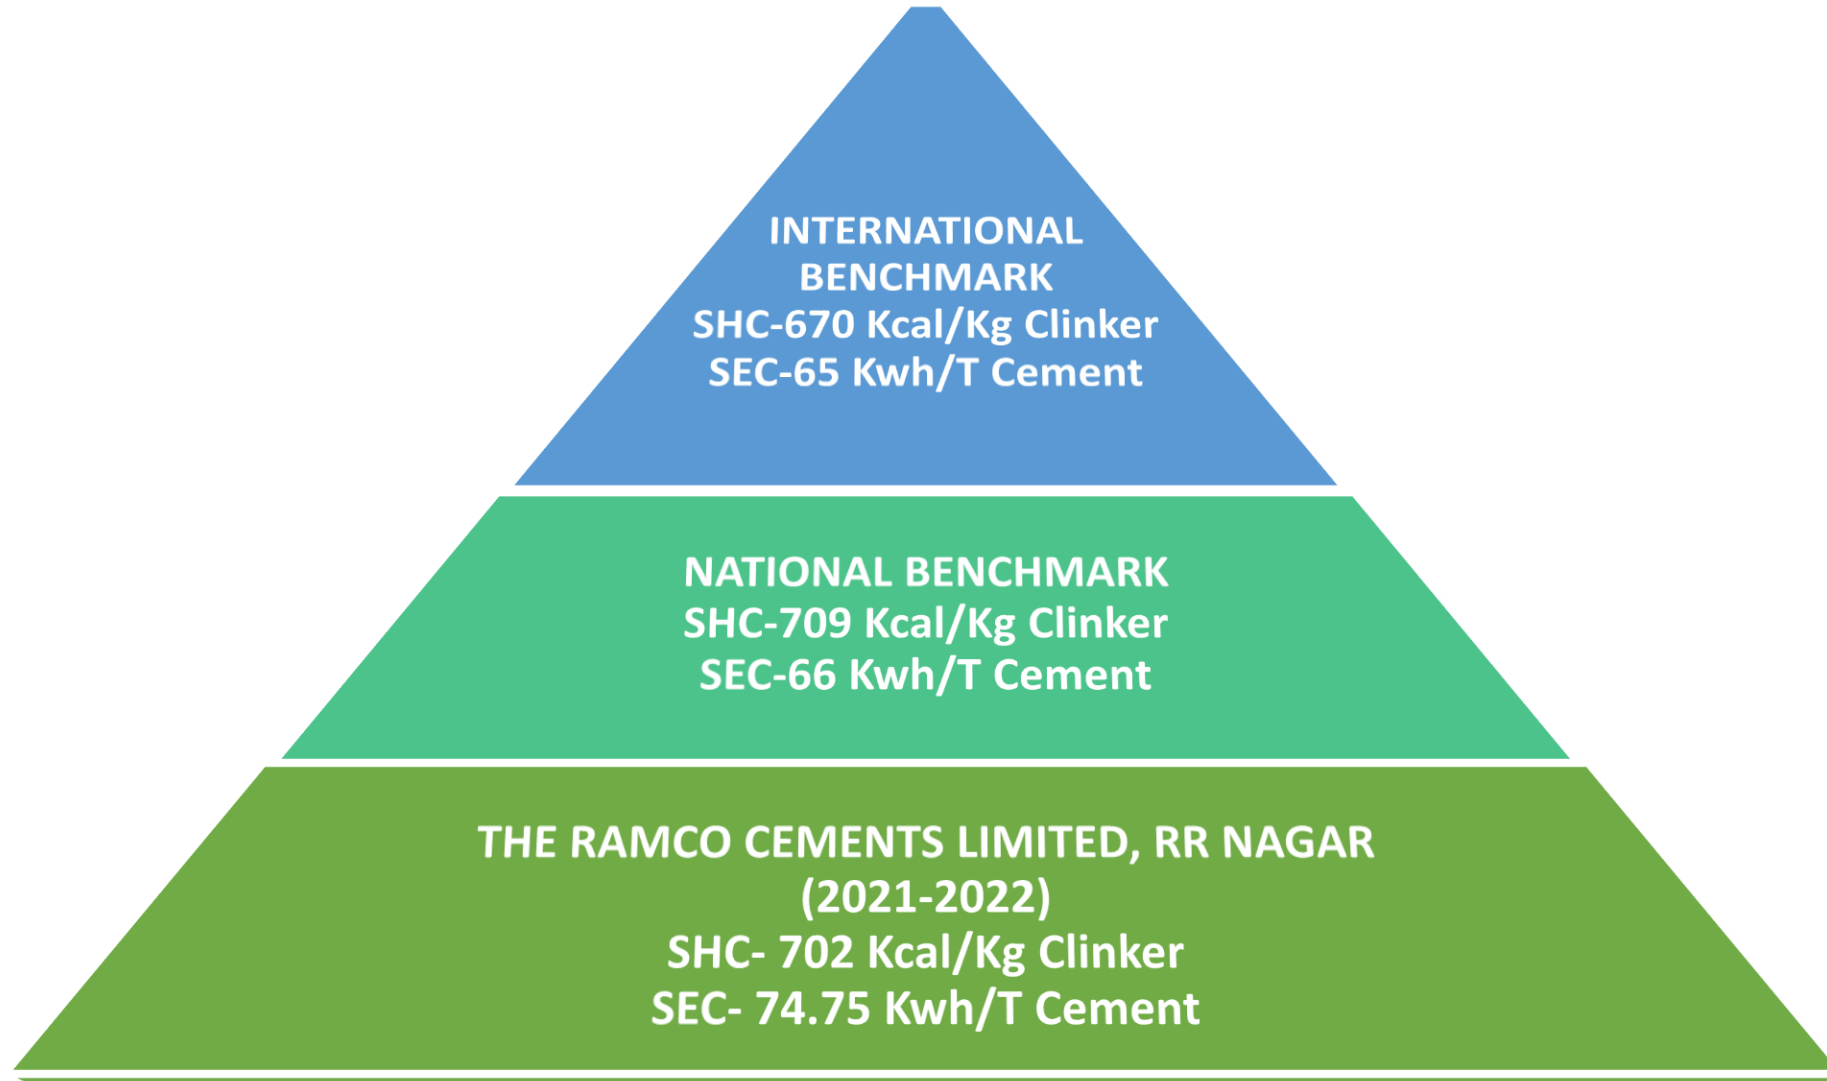 INTERNATIONAL
BENCHMARK
SHC-670 Kcal/Kg Clinker
SEC-65 Kwh/T Cement
NATIONAL BENCHMARK
SHC-709 Kcal/Kg Clinker
SEC-66 Kwh/T Cement
THE RAMCO CEMENTS LIMITED, RR NAGAR
(2021-2022)
SHC- 702 Kcal/Kg Clinker
SEC- 74.75 Kwh/T Cement